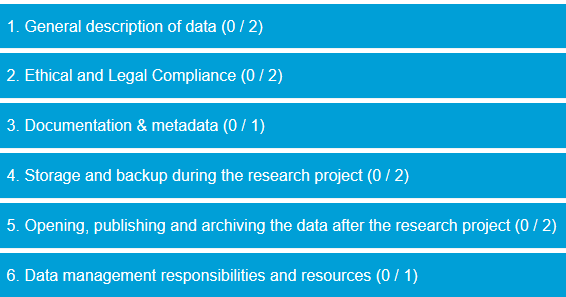 1. General description of data (0 / 2)
2. Ethical and Legal Compliance (0 / 2)
3. Documentation & metadata (0 / 1)
4. Storage and backup during the research project (0 / 2)
5. Opening, publishing and archiving the data after the research project (0 / 2)
6. Data management responsibilities and resources (0 / 1)